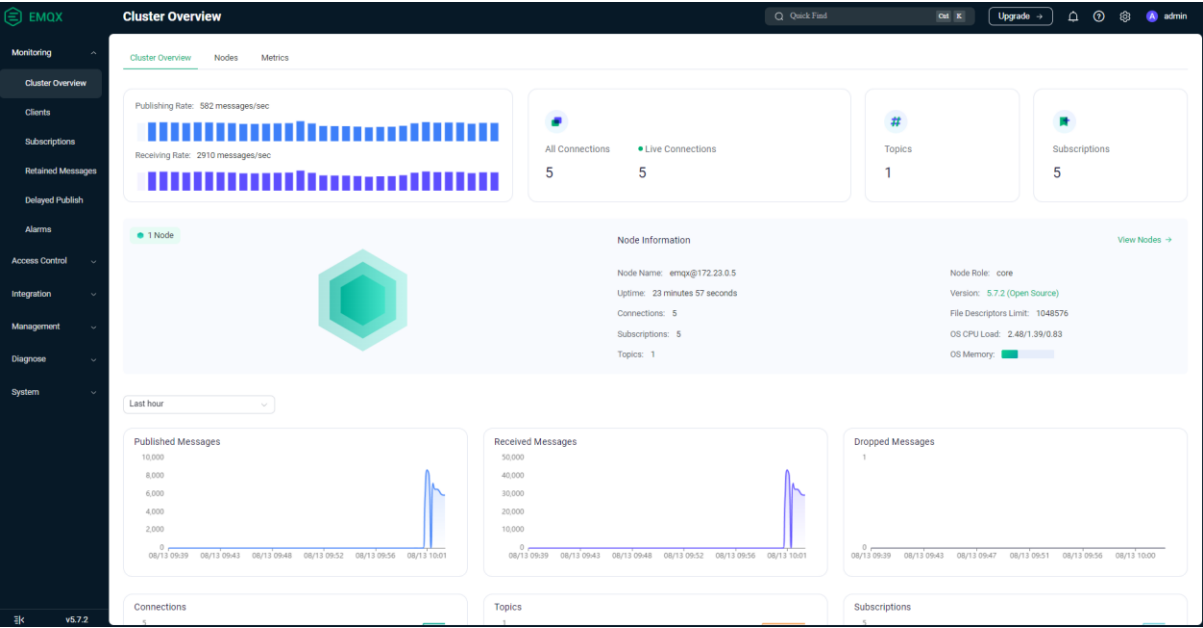 EMQX
Cluster Overview
Quick Find
Ctrl K
Upgrade →
A admin
Monitoring
Cluster Overview
Clients
Subscriptions
Retained Messages
Delayed Publish
Alarms
Access Control
Integration
Management
Diagnose
System
v5.7.2
Cluster Overview Nodes Metrics
Publishing Rate: 582 messages/sec
Receiving Rate: 2910 messages/sec
All Connections
5
Live Connections
5
Topics
1
Subscriptions
5
1 Node
Node Information
View Nodes →
Node Name: emqx@172.23.0.5
Uptime: 23 minutes 57 seconds
Connections: 5
Subscriptions: 5
Topics: 1
Node Role: core
Version: 5.7.2 (Open Source)
File Descriptors Limit: 1048576
OS CPU Load: 2.48/1.39/0.83
OS Memory:
Last hour
Published Messages
10,000
8,000
6,000
4,000
2,000
0
08/13 09:39 08/13 09:43 08/13 09:48 08/13 09:52 08/13 09:56 08/13 10:01
Received Messages
50,000
40,000
30,000
20,000
10,000
0
08/13 09:39 08/13 09:43 08/13 09:48 08/13 09:52 08/13 09:56 08/13 10:01
Dropped Messages
1
0
08/13 09:39 08/13 09:43 08/13 09:47 08/13 09:51 08/13 09:56 08/13 10:00
Connections
5
Topics
1
Subscriptions
5